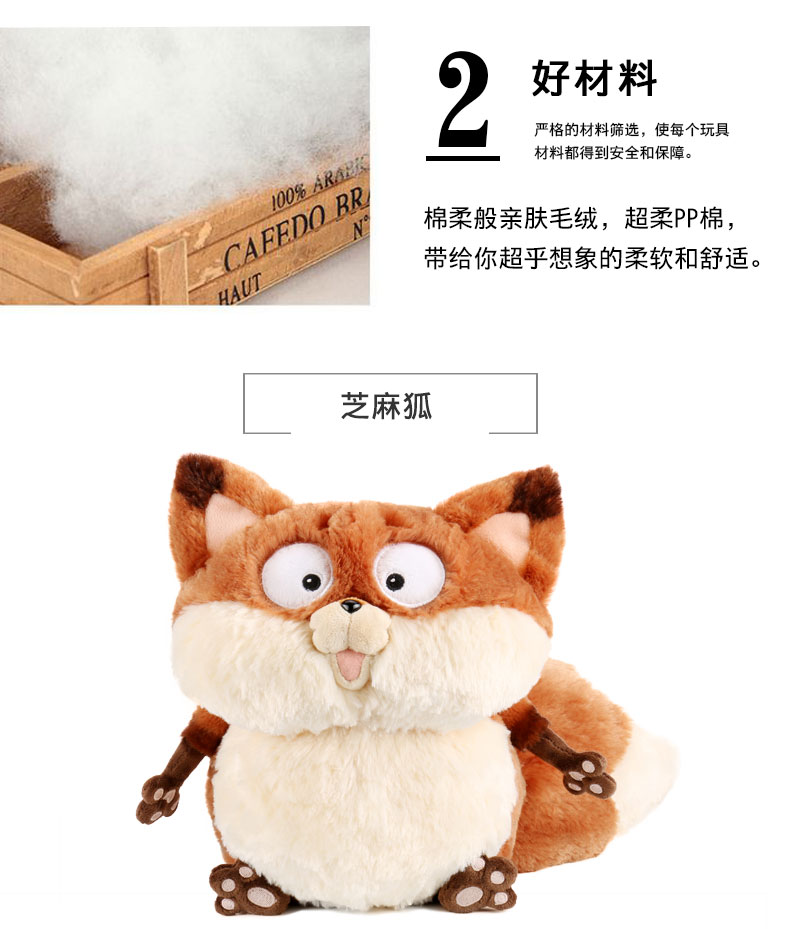 2
好材料
严格的材料筛选，使每个玩具
材料都得到安全和保障。
棉柔般亲肤毛绒，超柔PP棉，
带给你超乎想象的柔软和舒适。
100% ARABIC
CAFEDO BRA
N°
HAUT
芝麻狐